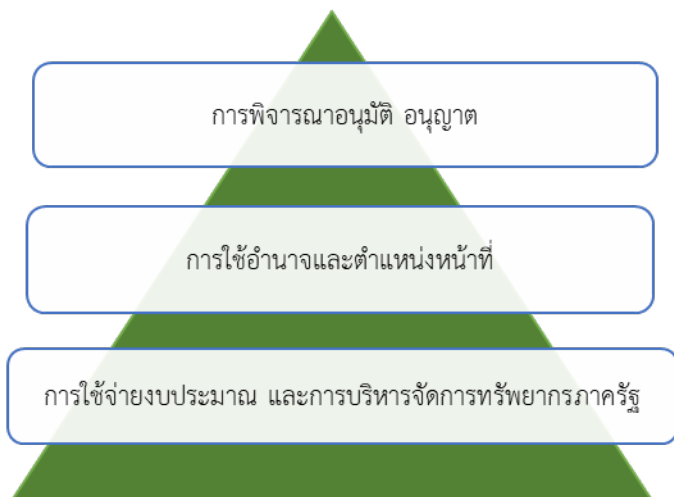 การพิจารณาอนุมัติ อนุญาต
การใช้อำนาจและตำแหน่งหน้าที่
การใช้จ่ายงบประมาณ และการบริหารจัดการทรัพยากรภาครัฐ